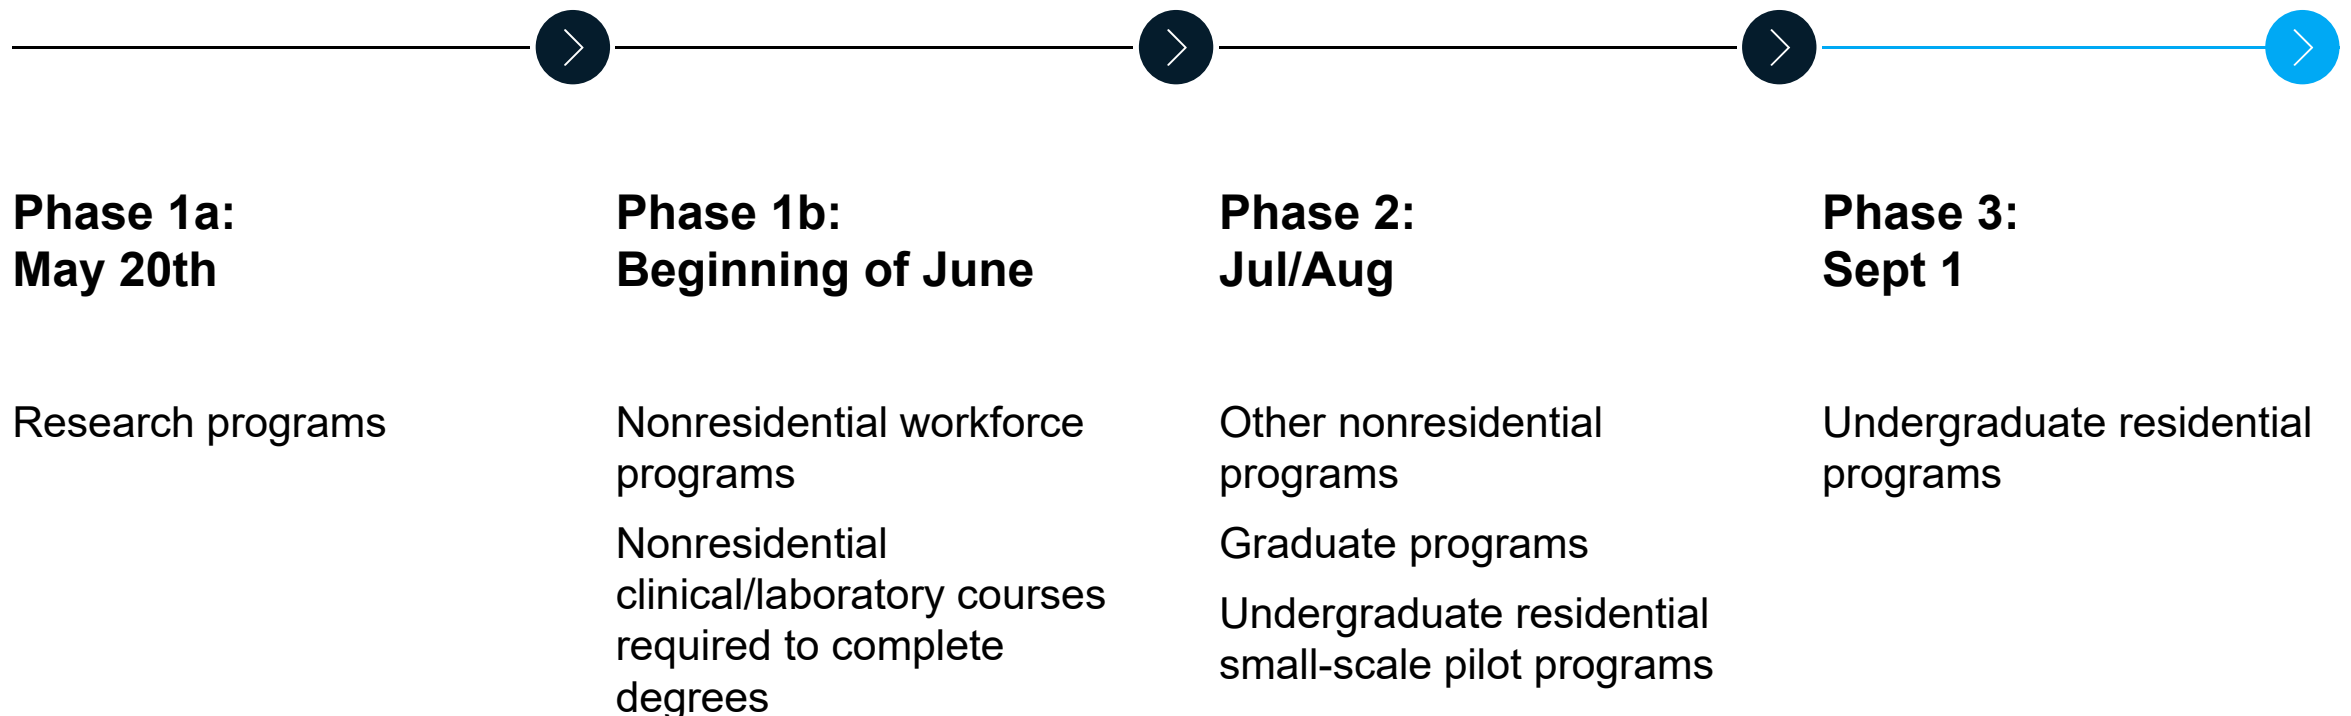 Phase 1a:
May 20th
Research programs
Phase 1b:
Beginning of June
Nonresidential workforce
programs
Nonresidential
clinical/laboratory courses
required to complete
degrees
Phase 2:
Jul/Aug
Other nonresidential
programs
Graduate programs
Undergraduate residential
small-scale pilot programs
Phase 3:
Sept 1
Undergraduate residential
programs